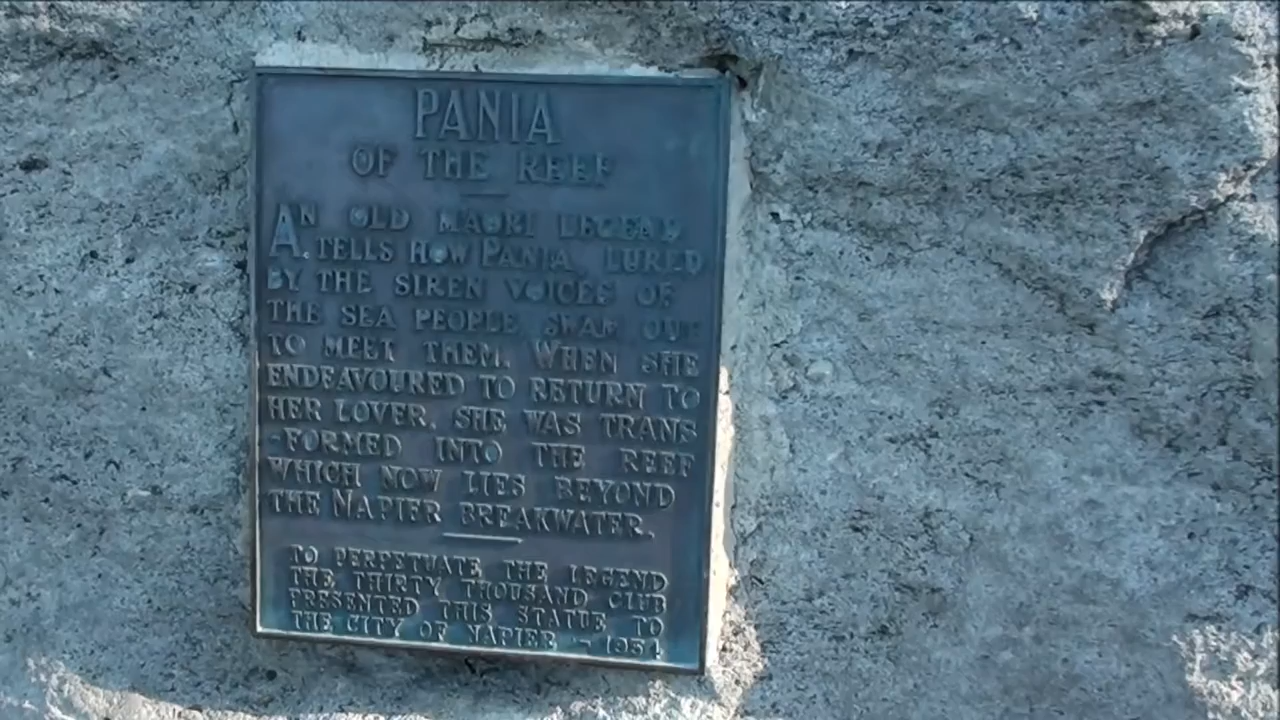 PANIA
OF THE REEF
AN OLD MAORI LEGEND
TELLS HOW PANIA, LURED
BY THE SIREN VOICES OF
THE SEA PEOPLE, SWAM OUT
TO MEET THEM. WHEN SHE
ENDEAVOURED TO RETURN TO
HER LOVER, SHE WAS TRANS
-FORMED INTO THE REEF
WHICH NOW LIES BEYOND
THE NAPIER BREAKWATER.
TO PERPETUATE THE LEGEND
THE THIRTY THOUSAND CLUB
PRESENTED THIS STATUE TO
THE CITY OF NAPIER - 1954